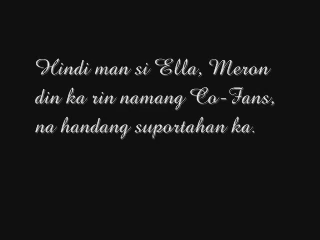 Hindi man si Ella, Meron
din ka rin namang Co-Fans,
na handang suportahan ka.